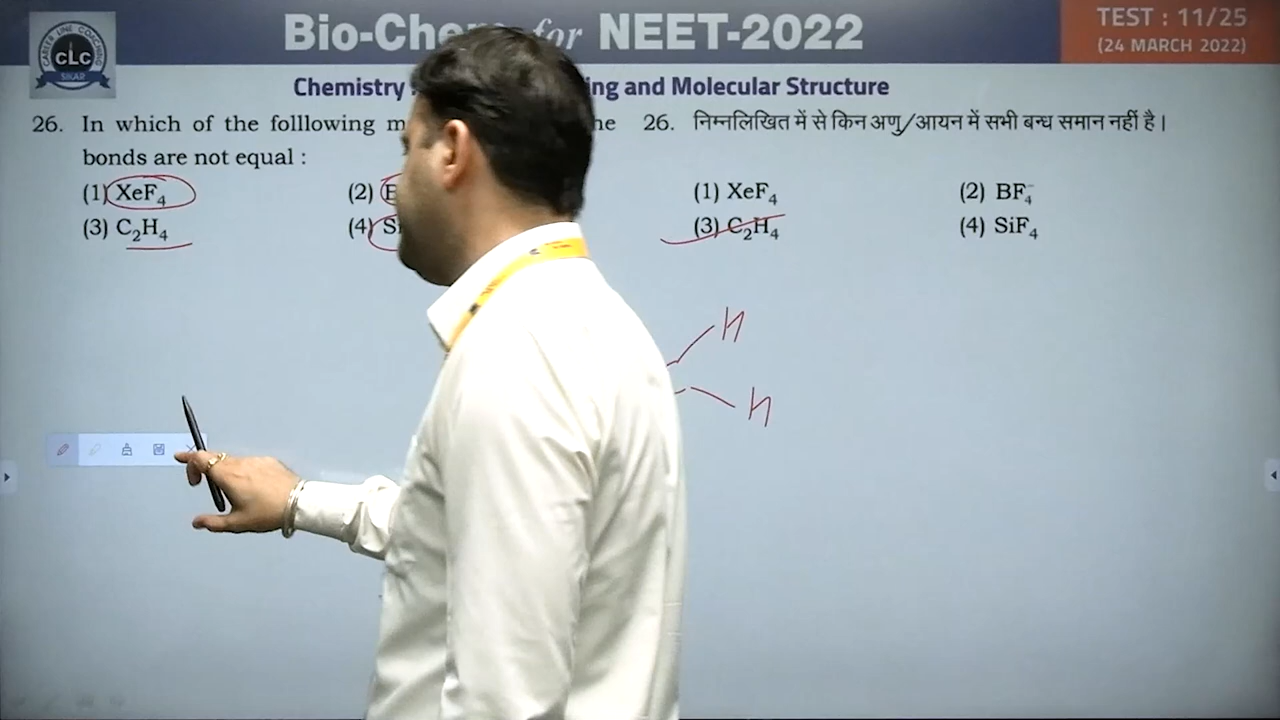 Bio-Chem for NEET-2022
TEST : 11/25
(24 MARCH 2022)
CLC
SIKAR
Chemistry ing and Molecular Structure
26. In which of the folllowing he
bonds are not equal :
(1) XeF₄ (2)
(3) C₂H₄ (4)
26. निम्नलिखित में से किन अणु/आयन में सभी बन्ध समान नहीं है।
(1) XeF₄ (2) BF₄⁻
(3) C₂H₄ (4) SiF₄
H
H